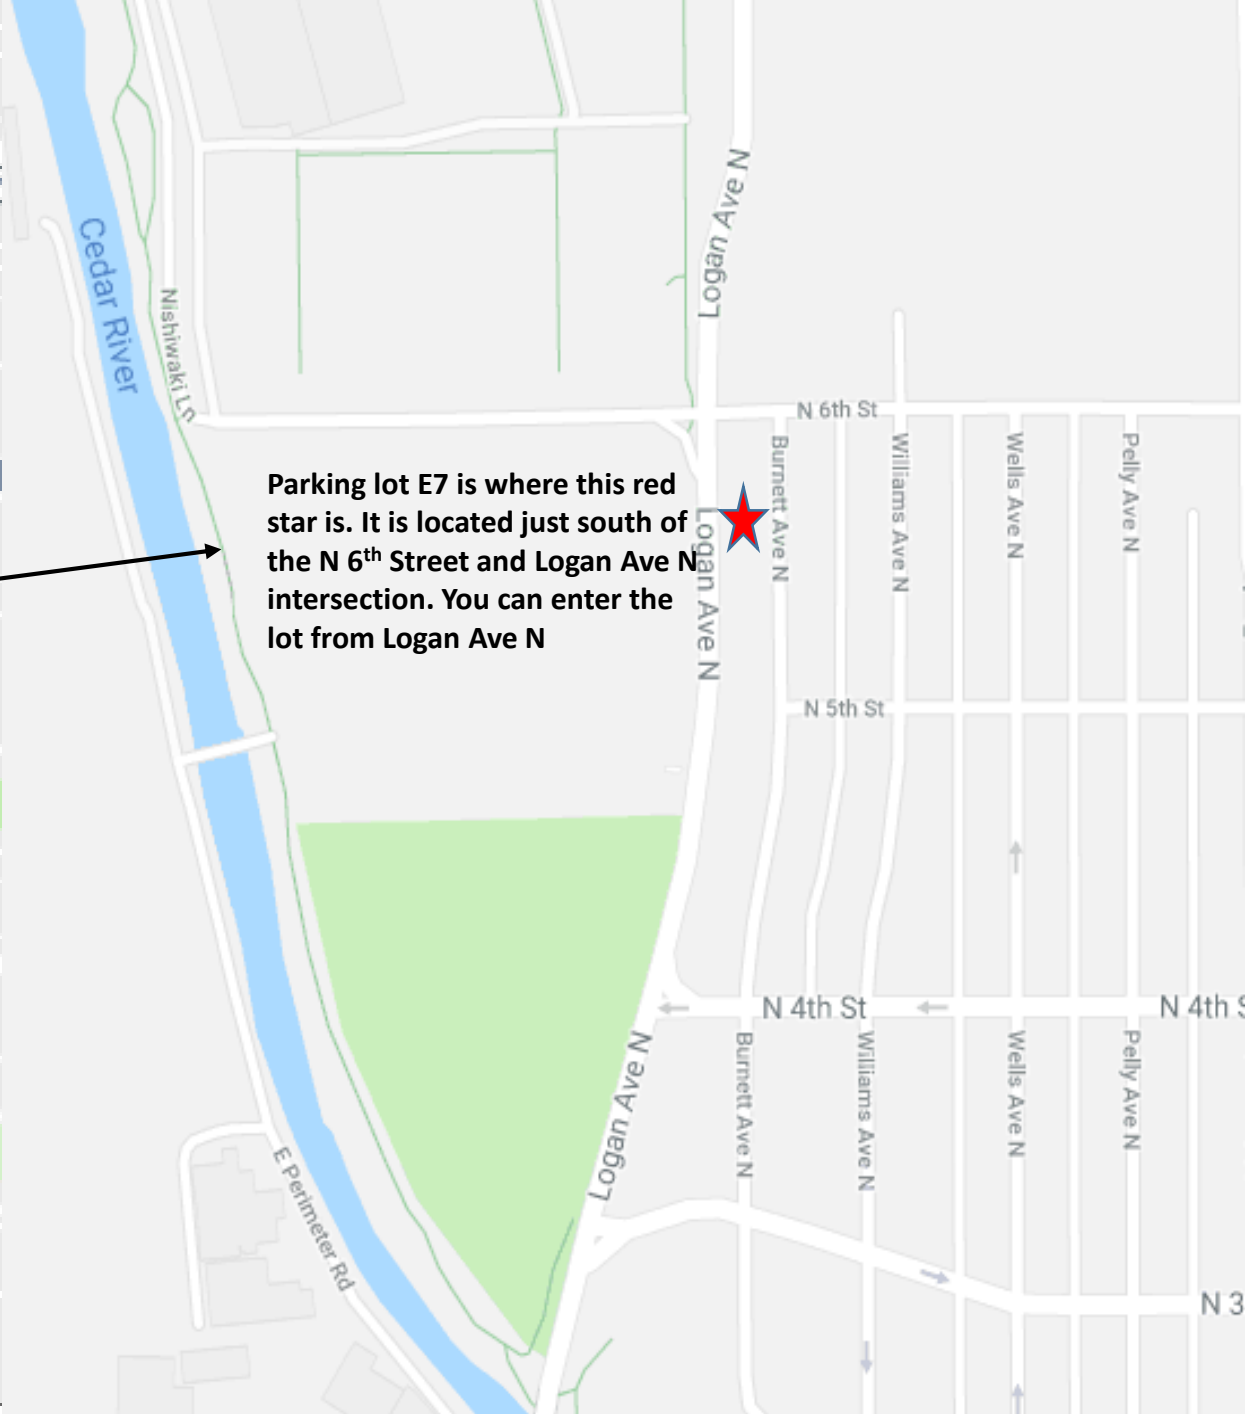 Logan Ave N
Cedar River
Nishiwaki Ln
N 6th St
Burnett Ave N
Williams Ave N
Wells Ave N
Pelly Ave N
Parking lot E7 is where this red
star is. It is located just south of
the N 6th Street and Logan Ave N
intersection. You can enter the
lot from Logan Ave N
Logan Ave N
N 5th St
N 4th St
N 4th S
Logan Ave N
Burnett Ave N
Williams Ave N
Wells Ave N
Pelly Ave N
E Perimeter Rd
N 3